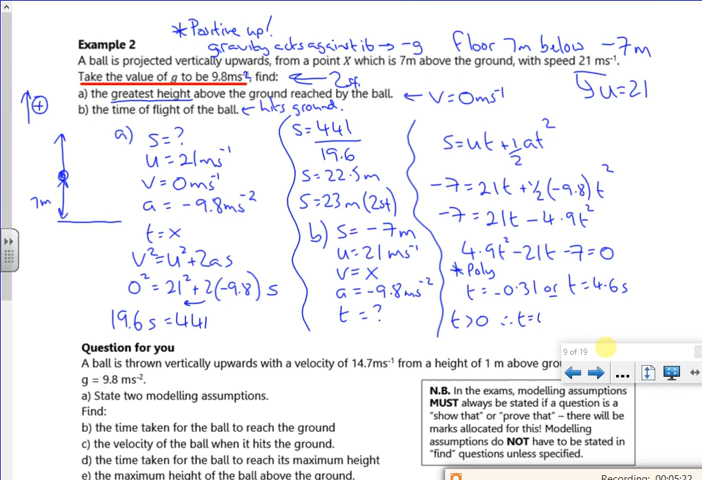 *Positive up!
gravity acts against it → -g
floor 7m below -7m
Example 2
A ball is projected vertically upwards, from a point X which is 7m above the ground, with speed 21 ms⁻¹.
Take the value of g to be 9.8ms⁻², find:
← 2sf
u=21
a) the greatest height above the ground reached by the ball.
← V=0ms⁻¹
b) the time of flight of the ball.
← hits ground.
+
7m
a) s=?
u=21ms⁻¹
v=0ms⁻¹
a=-9.8ms⁻²
t=x
v²=u²+2as
0²=21²+2(-9.8)s
19.6s=441
s=441/19.6
s=22.5m
s=23m(2sf)
b) s=-7m
u=21ms⁻¹
v=x
a=-9.8ms⁻²
t=?
s=ut+½at²
-7=21t+½(-9.8)t²
-7=21t-4.9t²
4.9t²-21t-7=0
*Poly
t=-0.31 or t=4.6s
t>0 ∴t=
Question for you
A ball is thrown vertically upwards with a velocity of 14.7ms⁻¹ from a height of 1 m above gro
g = 9.8 ms⁻².
a) State two modelling assumptions.
Find:
b) the time taken for the ball to reach the ground
c) the velocity of the ball when it hits the ground.
d) the time taken for the ball to reach its maximum height
e) the maximum height of the ball above the ground.
9 of 19
...
N.B. In the exams, modelling assumptions
MUST always be stated if a question is a
"show that" or "prove that" – there will be
marks allocated for this! Modelling
assumptions do NOT have to be stated in
"find" questions unless specified.
Recording: 00:05:22